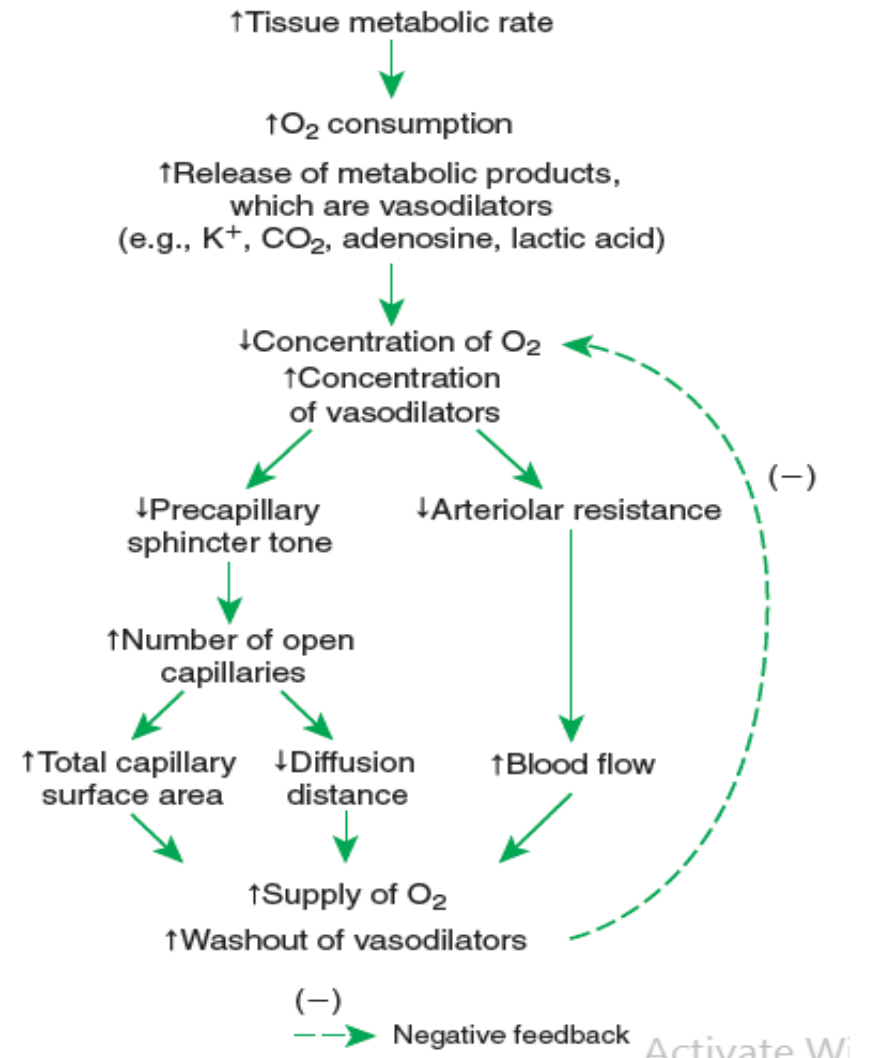 ↑Tissue metabolic rate
↑O₂ consumption
↑Release of metabolic products,
which are vasodilators
(e.g., K⁺, CO₂, adenosine, lactic acid)
↓Concentration of O₂
↑Concentration
of vasodilators
(−)
↓Precapillary
sphincter tone
↓Arteriolar resistance
↑Number of open
capillaries
↑Total capillary
surface area
↓Diffusion
distance
↑Blood flow
↑Supply of O₂
↑Washout of vasodilators
(−)
Negative feedback
Activate Wi